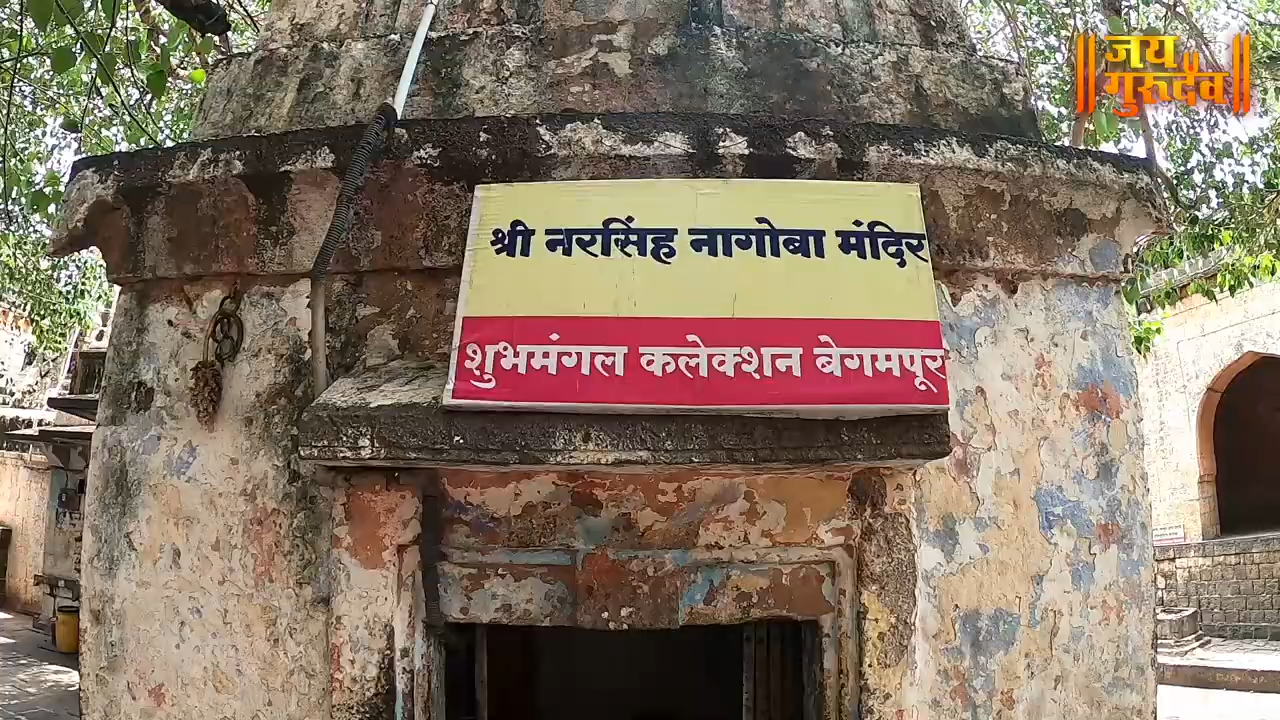 ॥ जय गुरुदेव ॥
श्री नरसिंह नागोबा मंदिर
शुभमंगल कलेक्शन बेगमपूर